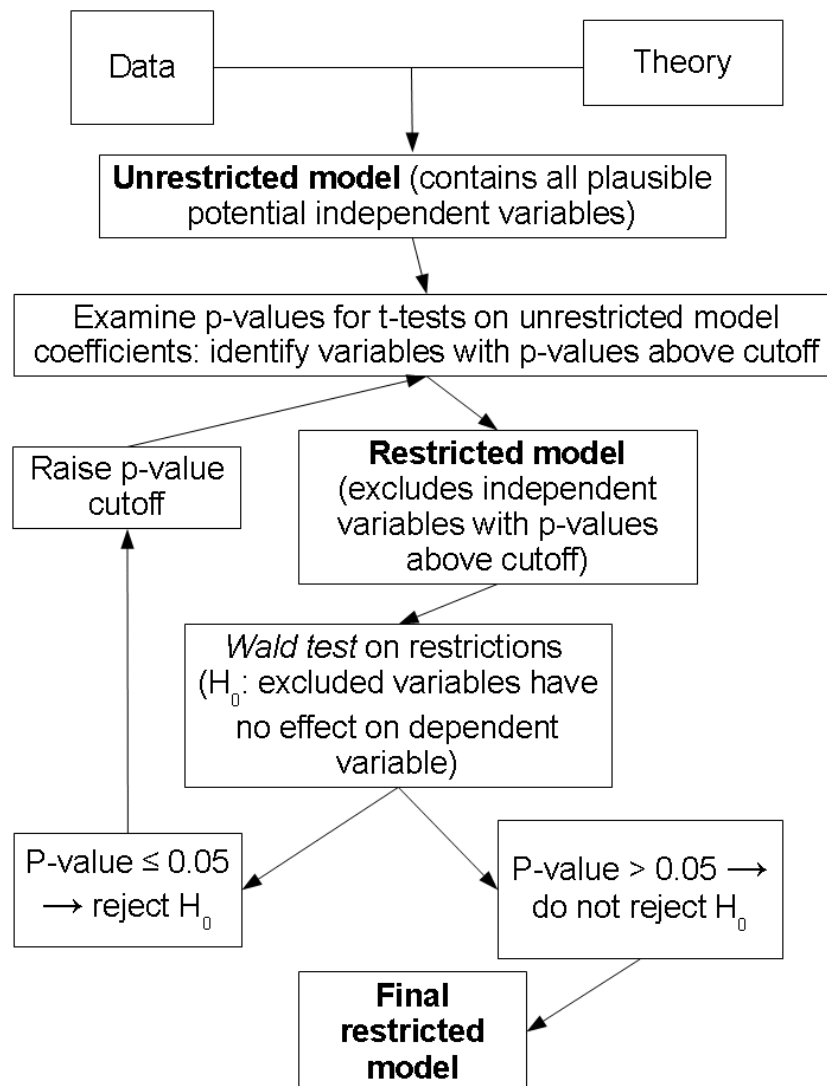 Data
Theory
Unrestricted model (contains all plausible
potential independent variables)
Examine p-values for t-tests on unrestricted model
coefficients: identify variables with p-values above cutoff
Raise p-value
cutoff
Restricted model
(excludes independent
variables with p-values
above cutoff)
Wald test on restrictions
(H₀: excluded variables have
no effect on dependent
variable)
P-value ≤ 0.05
→ reject H₀
P-value > 0.05 →
do not reject H₀
Final
restricted
model